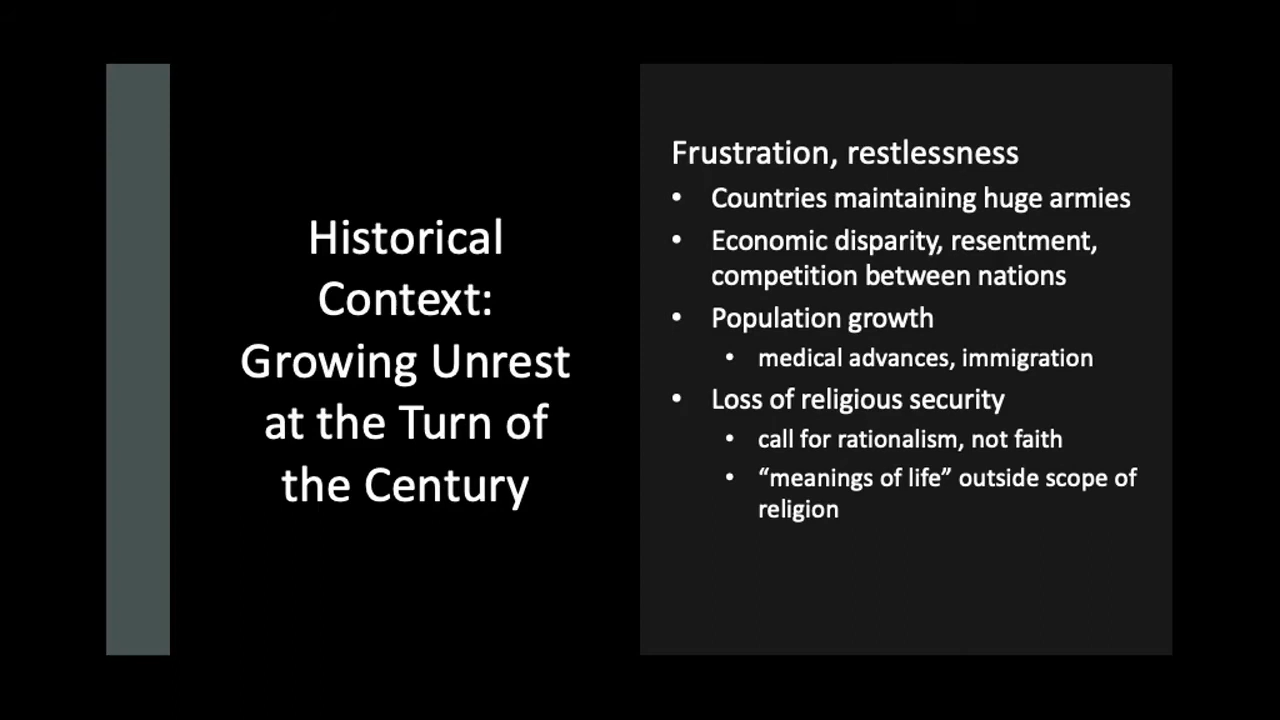 Historical
Context:
Growing Unrest
at the Turn of
the Century
Frustration, restlessness
• Countries maintaining huge armies
• Economic disparity, resentment,
competition between nations
• Population growth
• medical advances, immigration
• Loss of religious security
• call for rationalism, not faith
• “meanings of life” outside scope of
religion